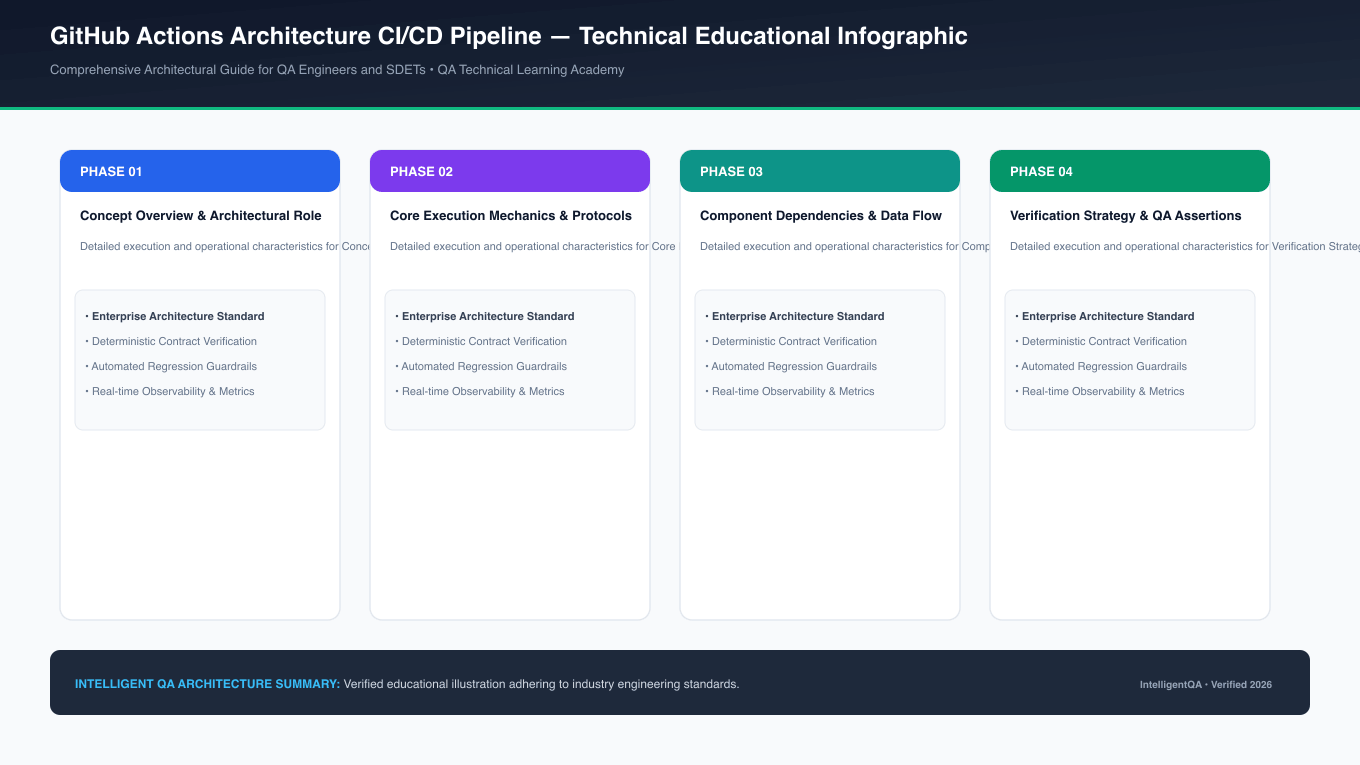 GitHub Actions Architecture CI/CD Pipeline — Technical Educational Infographic
Comprehensive Architectural Guide for QA Engineers and SDETs • QA Technical Learning Academy
PHASE 01
Concept Overview & Architectural Role
Detailed execution and operational characteristics for
• Enterprise Architecture Standard
• Deterministic Contract Verification
• Automated Regression Guardrails
• Real-time Observability & Metrics
PHASE 02
Core Execution Mechanics & Protocols
Detailed execution and operational characteristics for Core
• Enterprise Architecture Standard
• Deterministic Contract Verification
• Automated Regression Guardrails
• Real-time Observability & Metrics
PHASE 03
Component Dependencies & Data Flow
Detailed execution and operational characteristics for
• Enterprise Architecture Standard
• Deterministic Contract Verification
• Automated Regression Guardrails
• Real-time Observability & Metrics
PHASE 04
Verification Strategy & QA Assertions
Detailed execution and operational characteristics for Verification
• Enterprise Architecture Standard
• Deterministic Contract Verification
• Automated Regression Guardrails
• Real-time Observability & Metrics
INTELLIGENT QA ARCHITECTURE SUMMARY: Verified educational illustration adhering to industry engineering standards.
IntelligentQA • Verified 2026